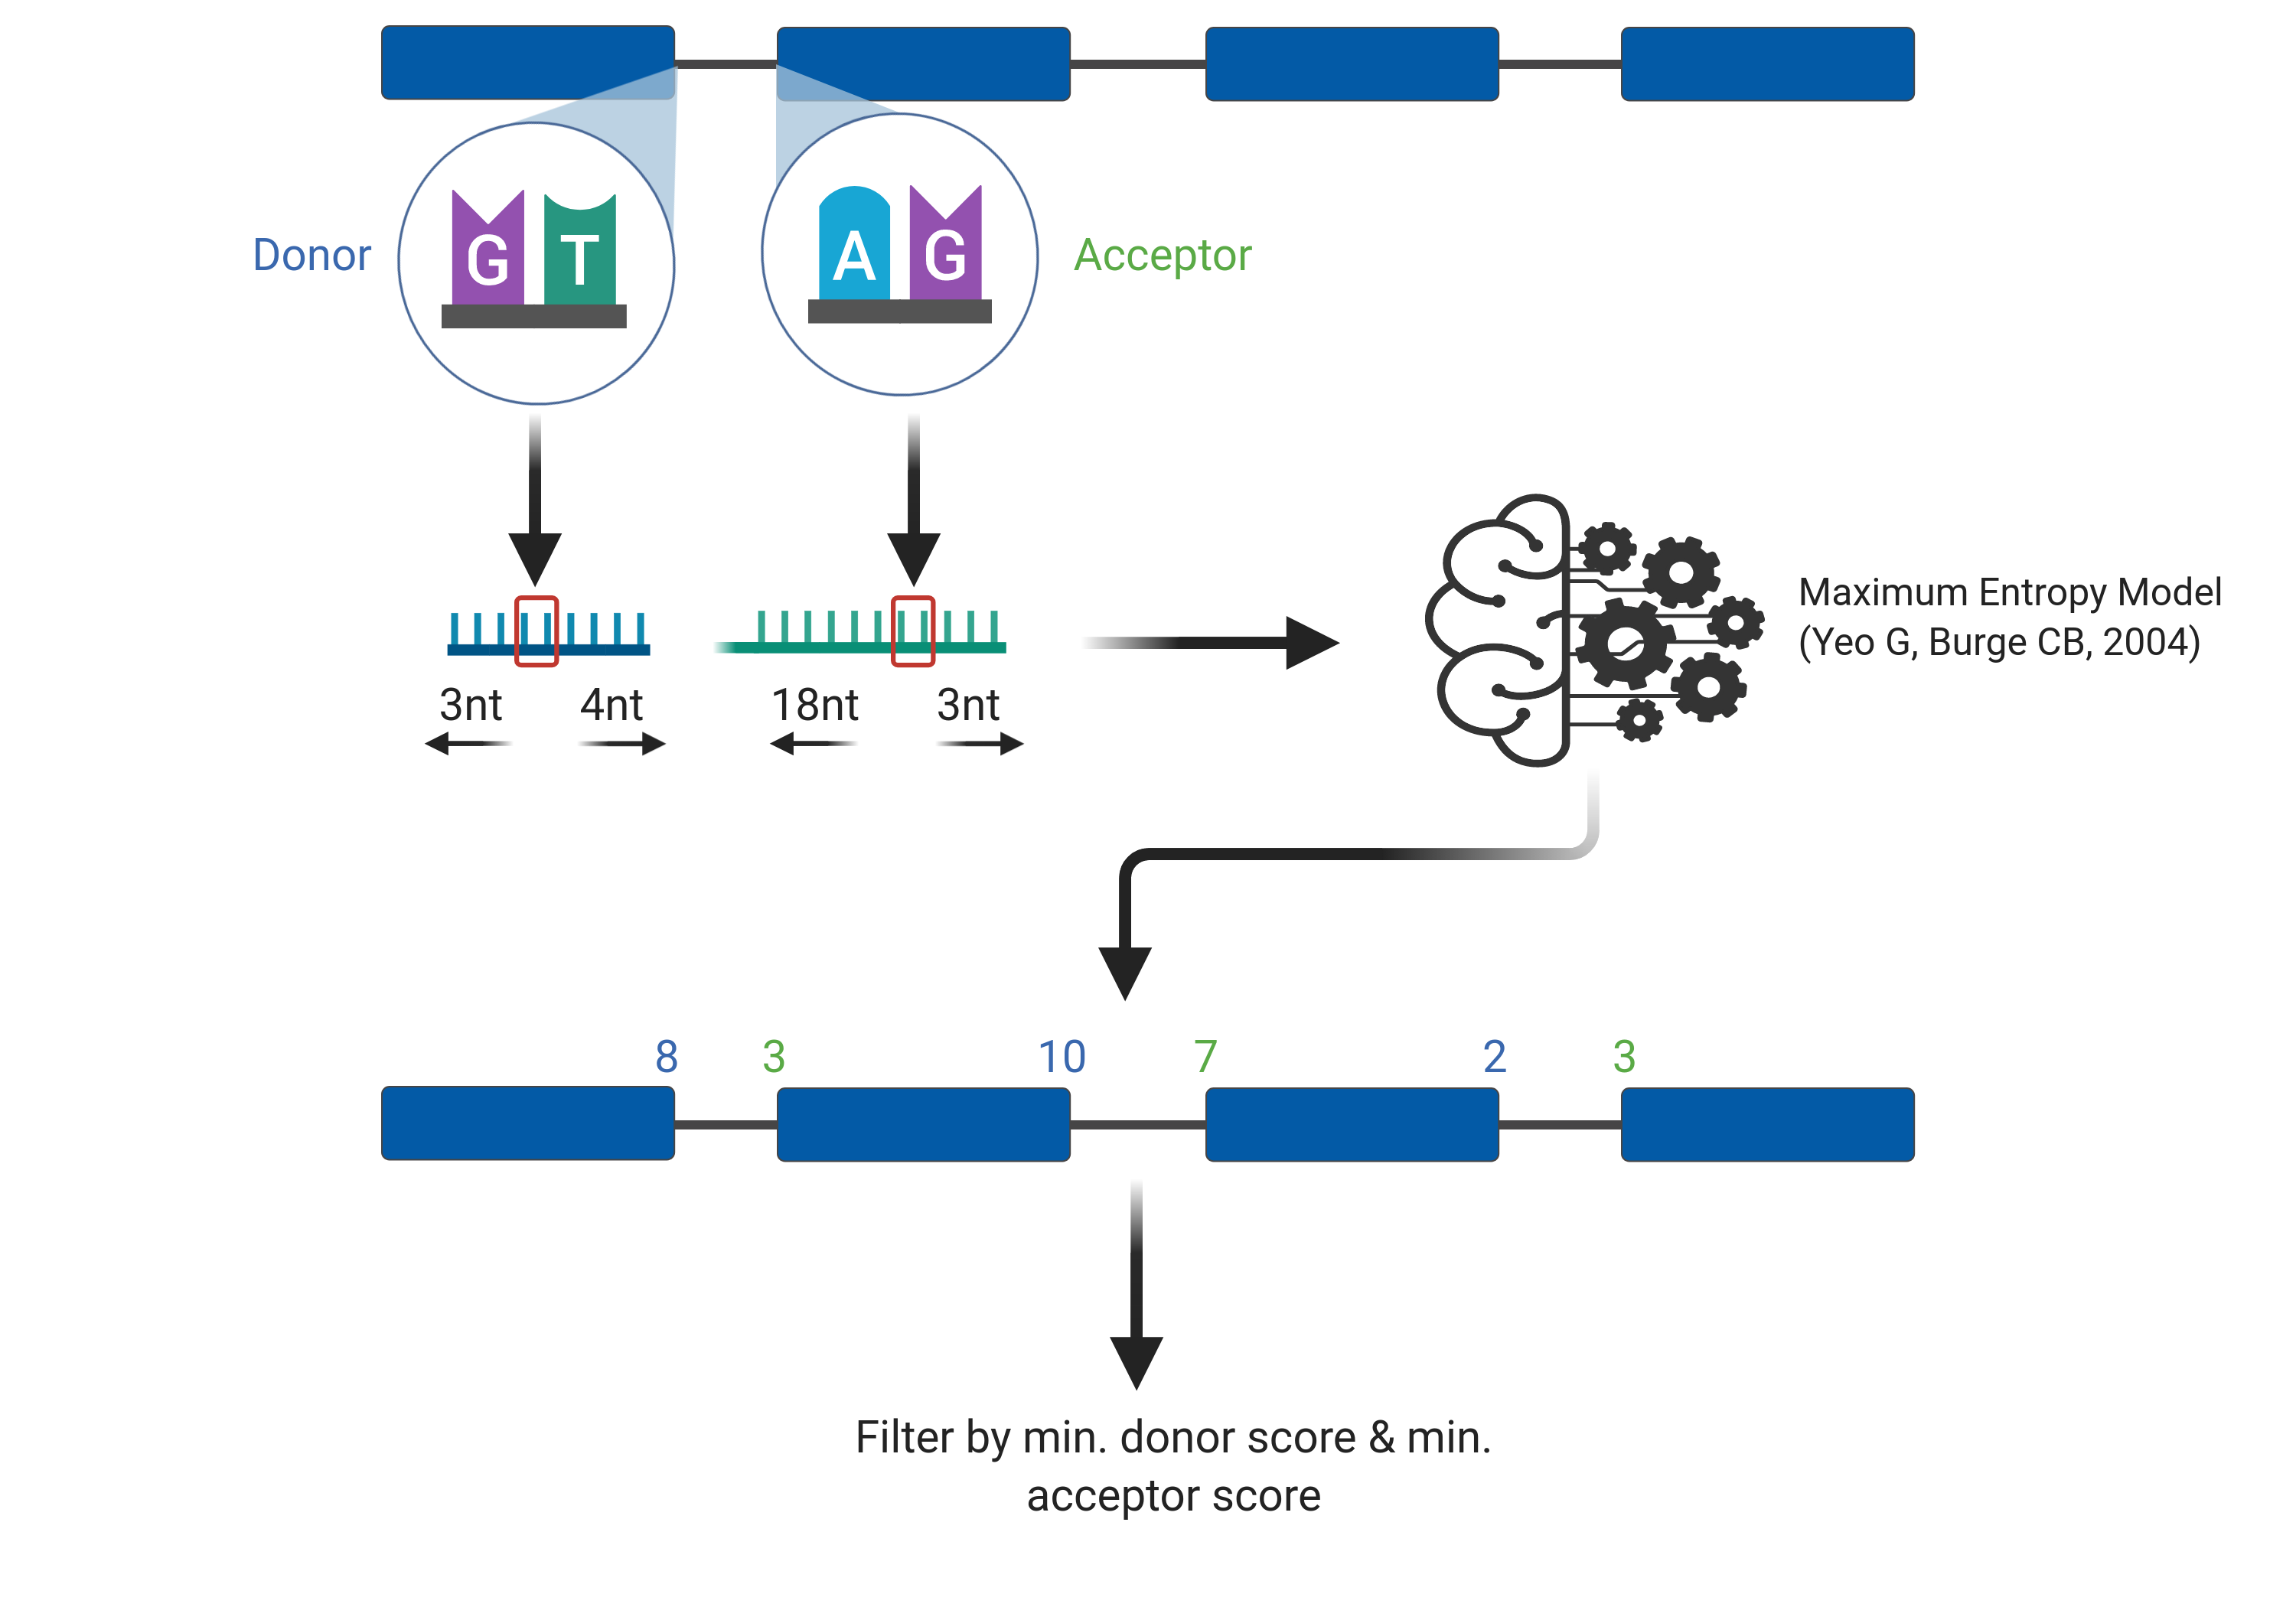 G T
A G
Donor
Acceptor
Maximum Entropy Model
(Yeo G, Burge CB, 2004)
3nt
4nt
18nt
3nt
8
3
10
7
2
3
Filter by min. donor score & min.
acceptor score